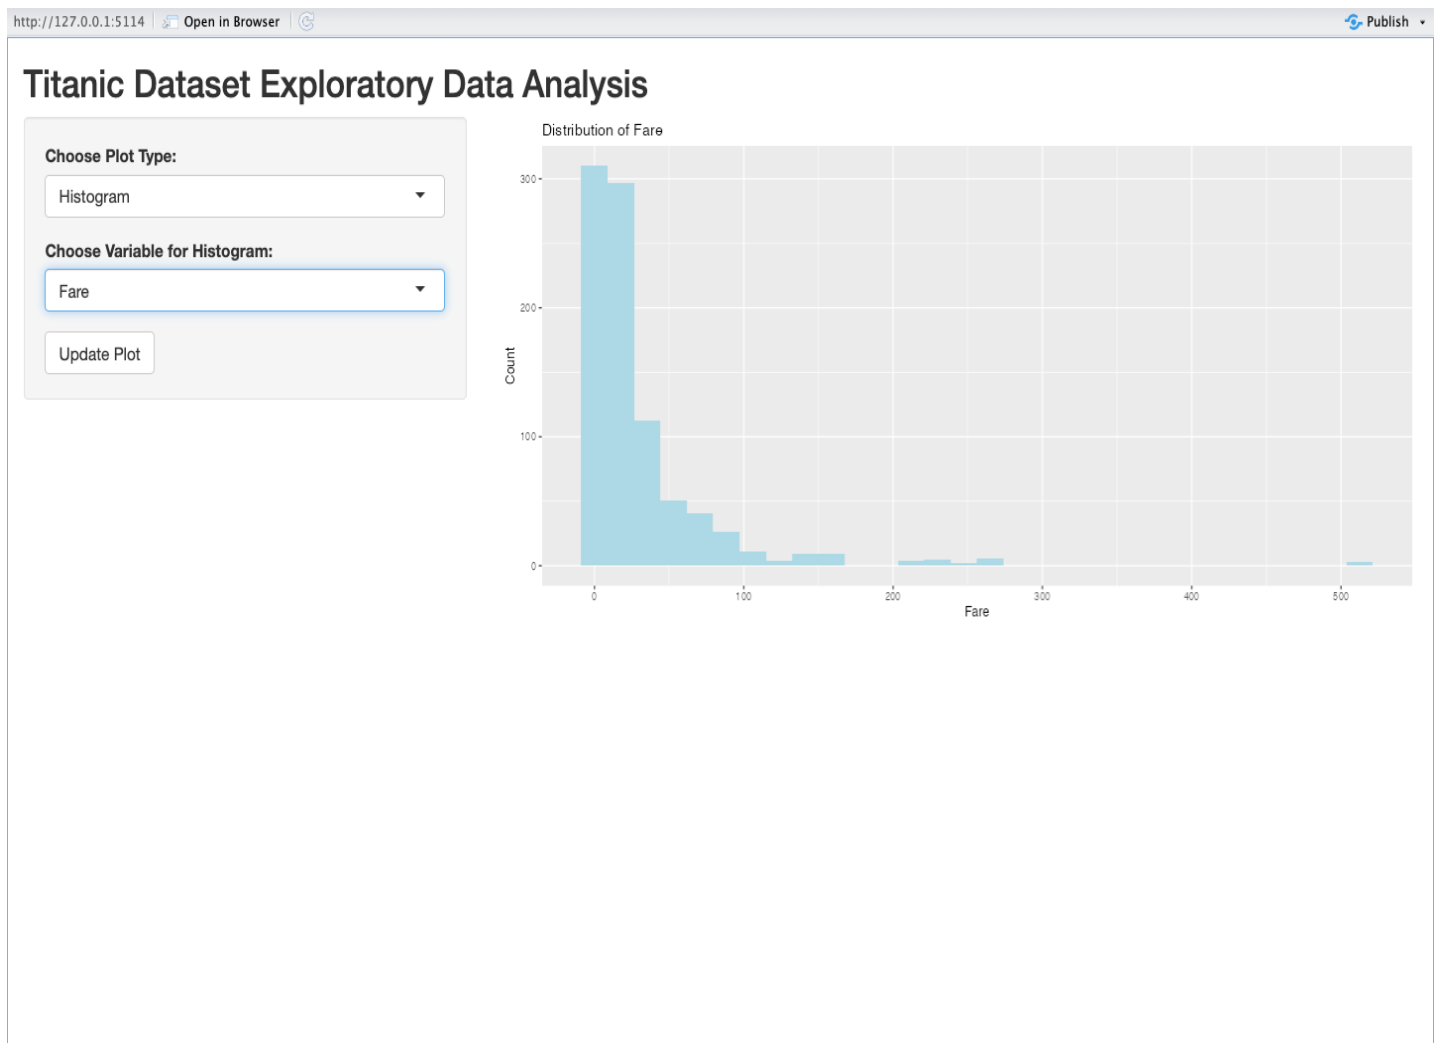 http://127.0.0.1:5114 Open in Browser Publish
Titanic Dataset Exploratory Data Analysis
Choose Plot Type:
Histogram
Choose Variable for Histogram:
Fare
Update Plot
Distribution of Fare
Count
300
200
100
0
0 100 200 300 400 500
Fare